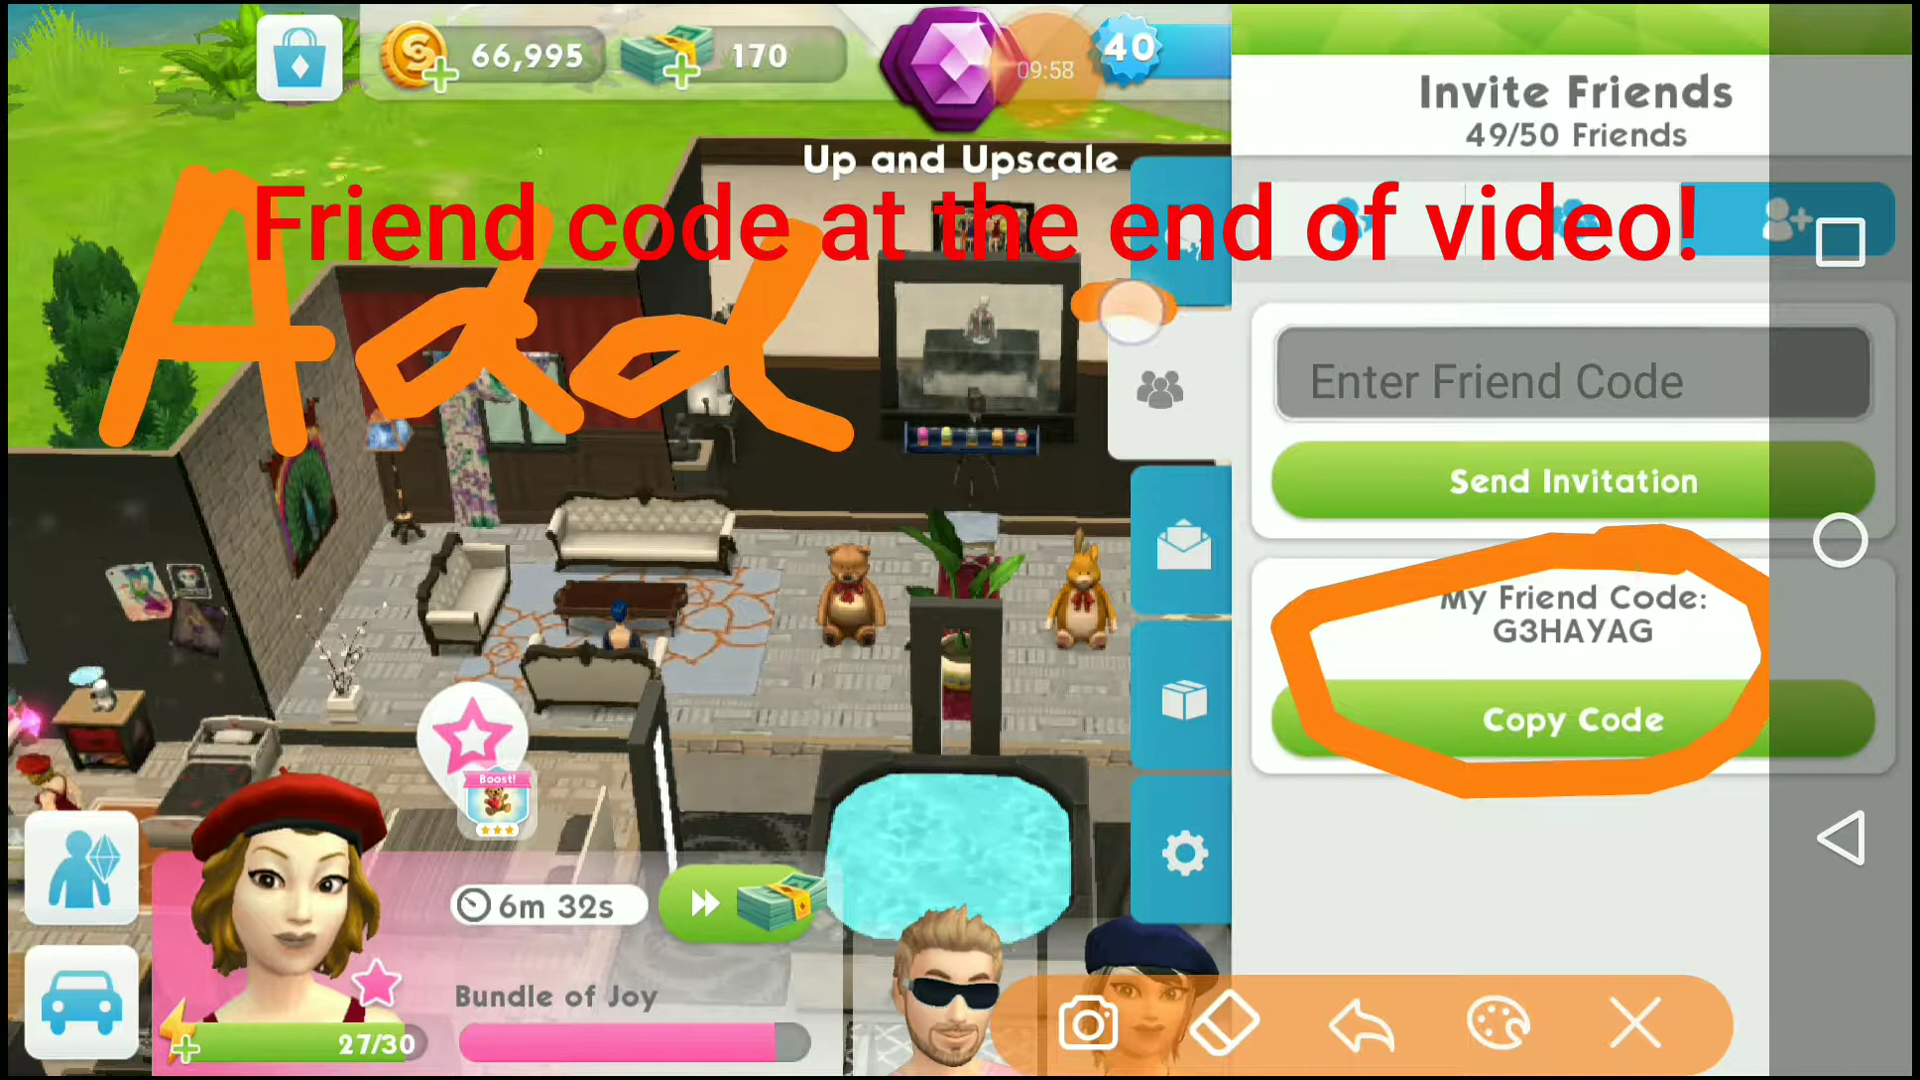 66,995
170
09:58
40
Invite Friends
49/50 Friends
Up and Upscale
Friend code at the end of video!
Add
Enter Friend Code
Send Invitation
My Friend Code:
G3HAYAG
Copy Code
Boost!
6m 32s
Bundle of Joy
27/30